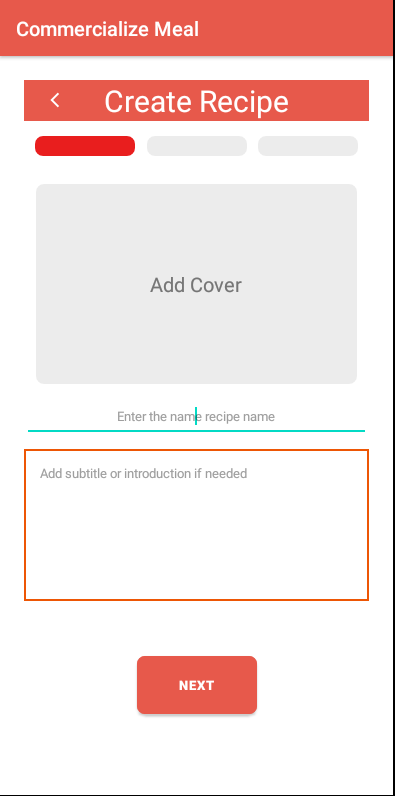 Commercialize Meal
Create Recipe
Add Cover
Enter the name recipe name
Add subtitle or introduction if needed
NEXT